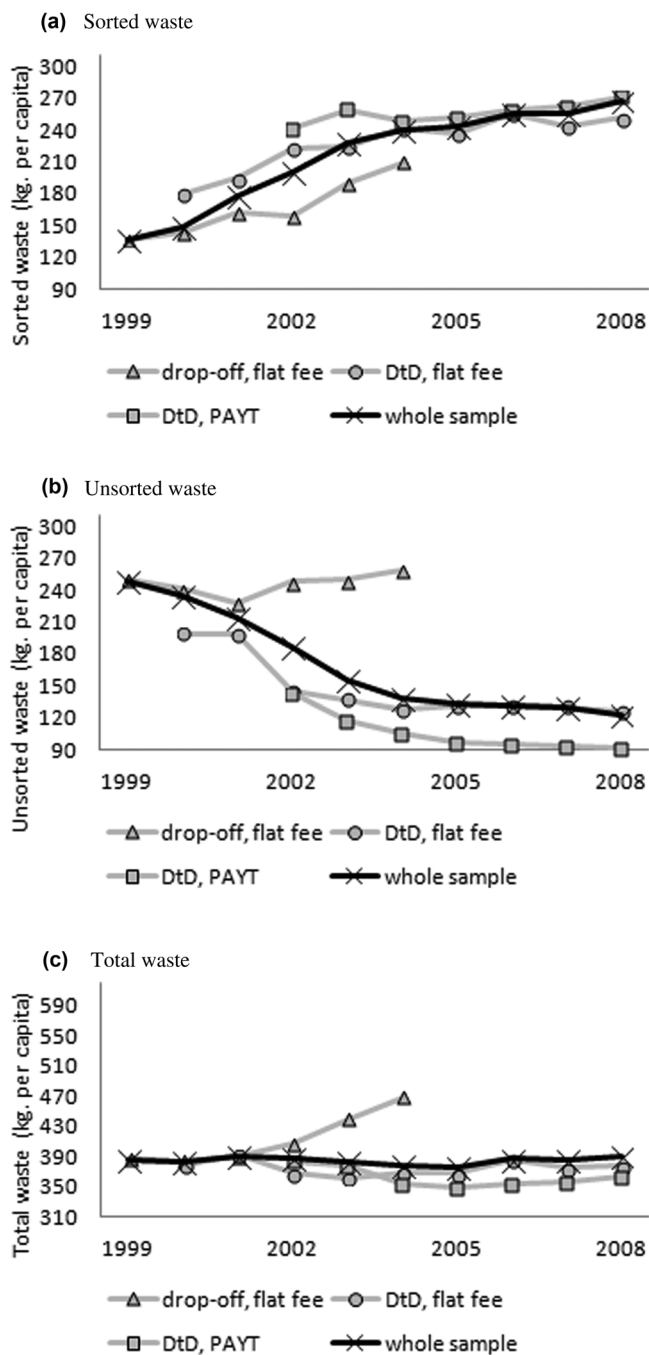 (a) Sorted waste
Sorted waste (kg. per capita)
300
270
240
210
180
150
120
90
1999 2002 2005 2008
drop-off, flat fee DtD, flat fee
DtD, PAYT whole sample
(b) Unsorted waste
Unsorted waste (kg. per capita)
300
270
240
210
180
150
120
90
1999 2002 2005 2008
drop-off, flat fee DtD, flat fee
DtD, PAYT whole sample
(c) Total waste
Total waste (kg. per capita)
590
550
510
470
430
390
350
310
1999 2002 2005 2008
drop-off, flat fee DtD, flat fee
DtD, PAYT whole sample